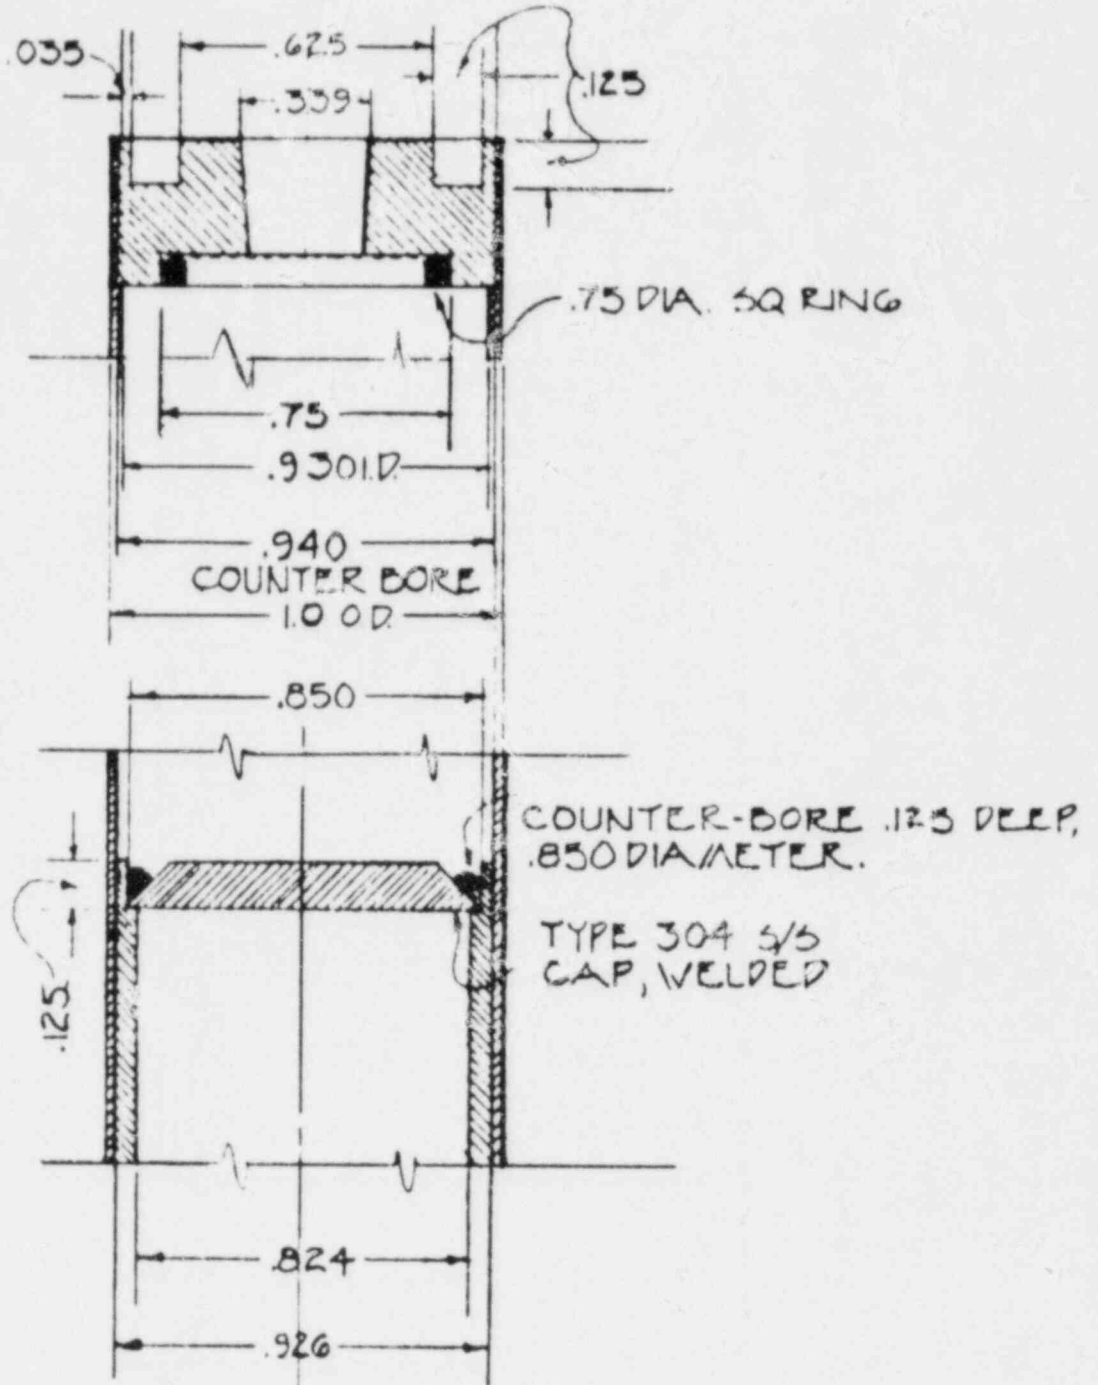 .035
.625
.339
.125
.75 DIA. SQ RING
.75
.930 I.D.
.940
COUNTER BORE
1.0 O.D.
.850
COUNTER-BORE .125 DEEP,
.850 DIAMETER.
TYPE 304 S/S
CAP, WELDED
.125
.824
.926